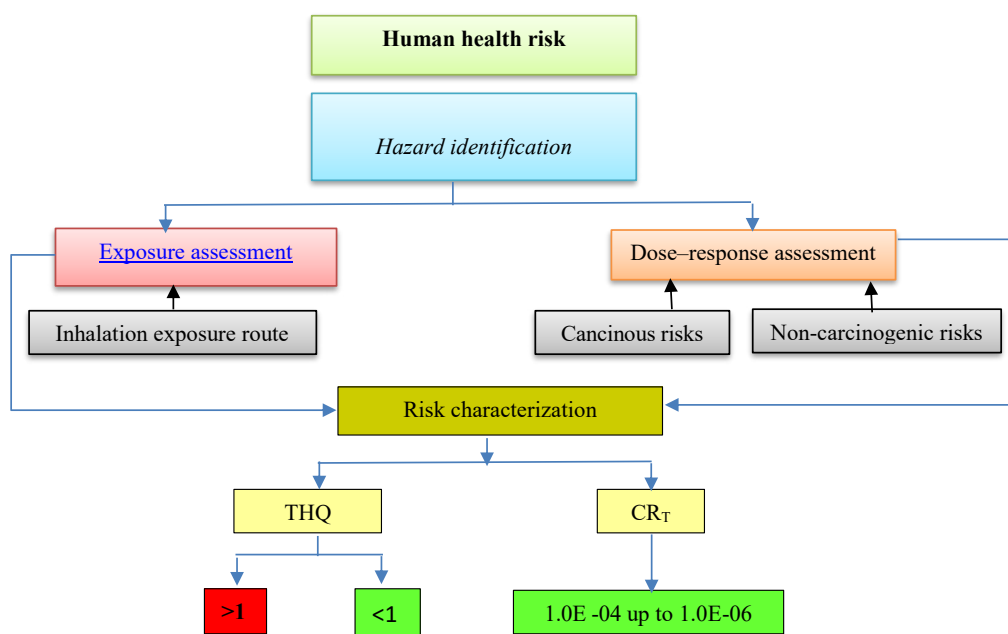 Human health risk
Hazard identification
Exposure assessment
Dose–response assessment
Inhalation exposure route
Cancinous risks
Non-carcinogenic risks
Risk characterization
THQ
CRT
>1
<1
1.0E -04 up to 1.0E-06